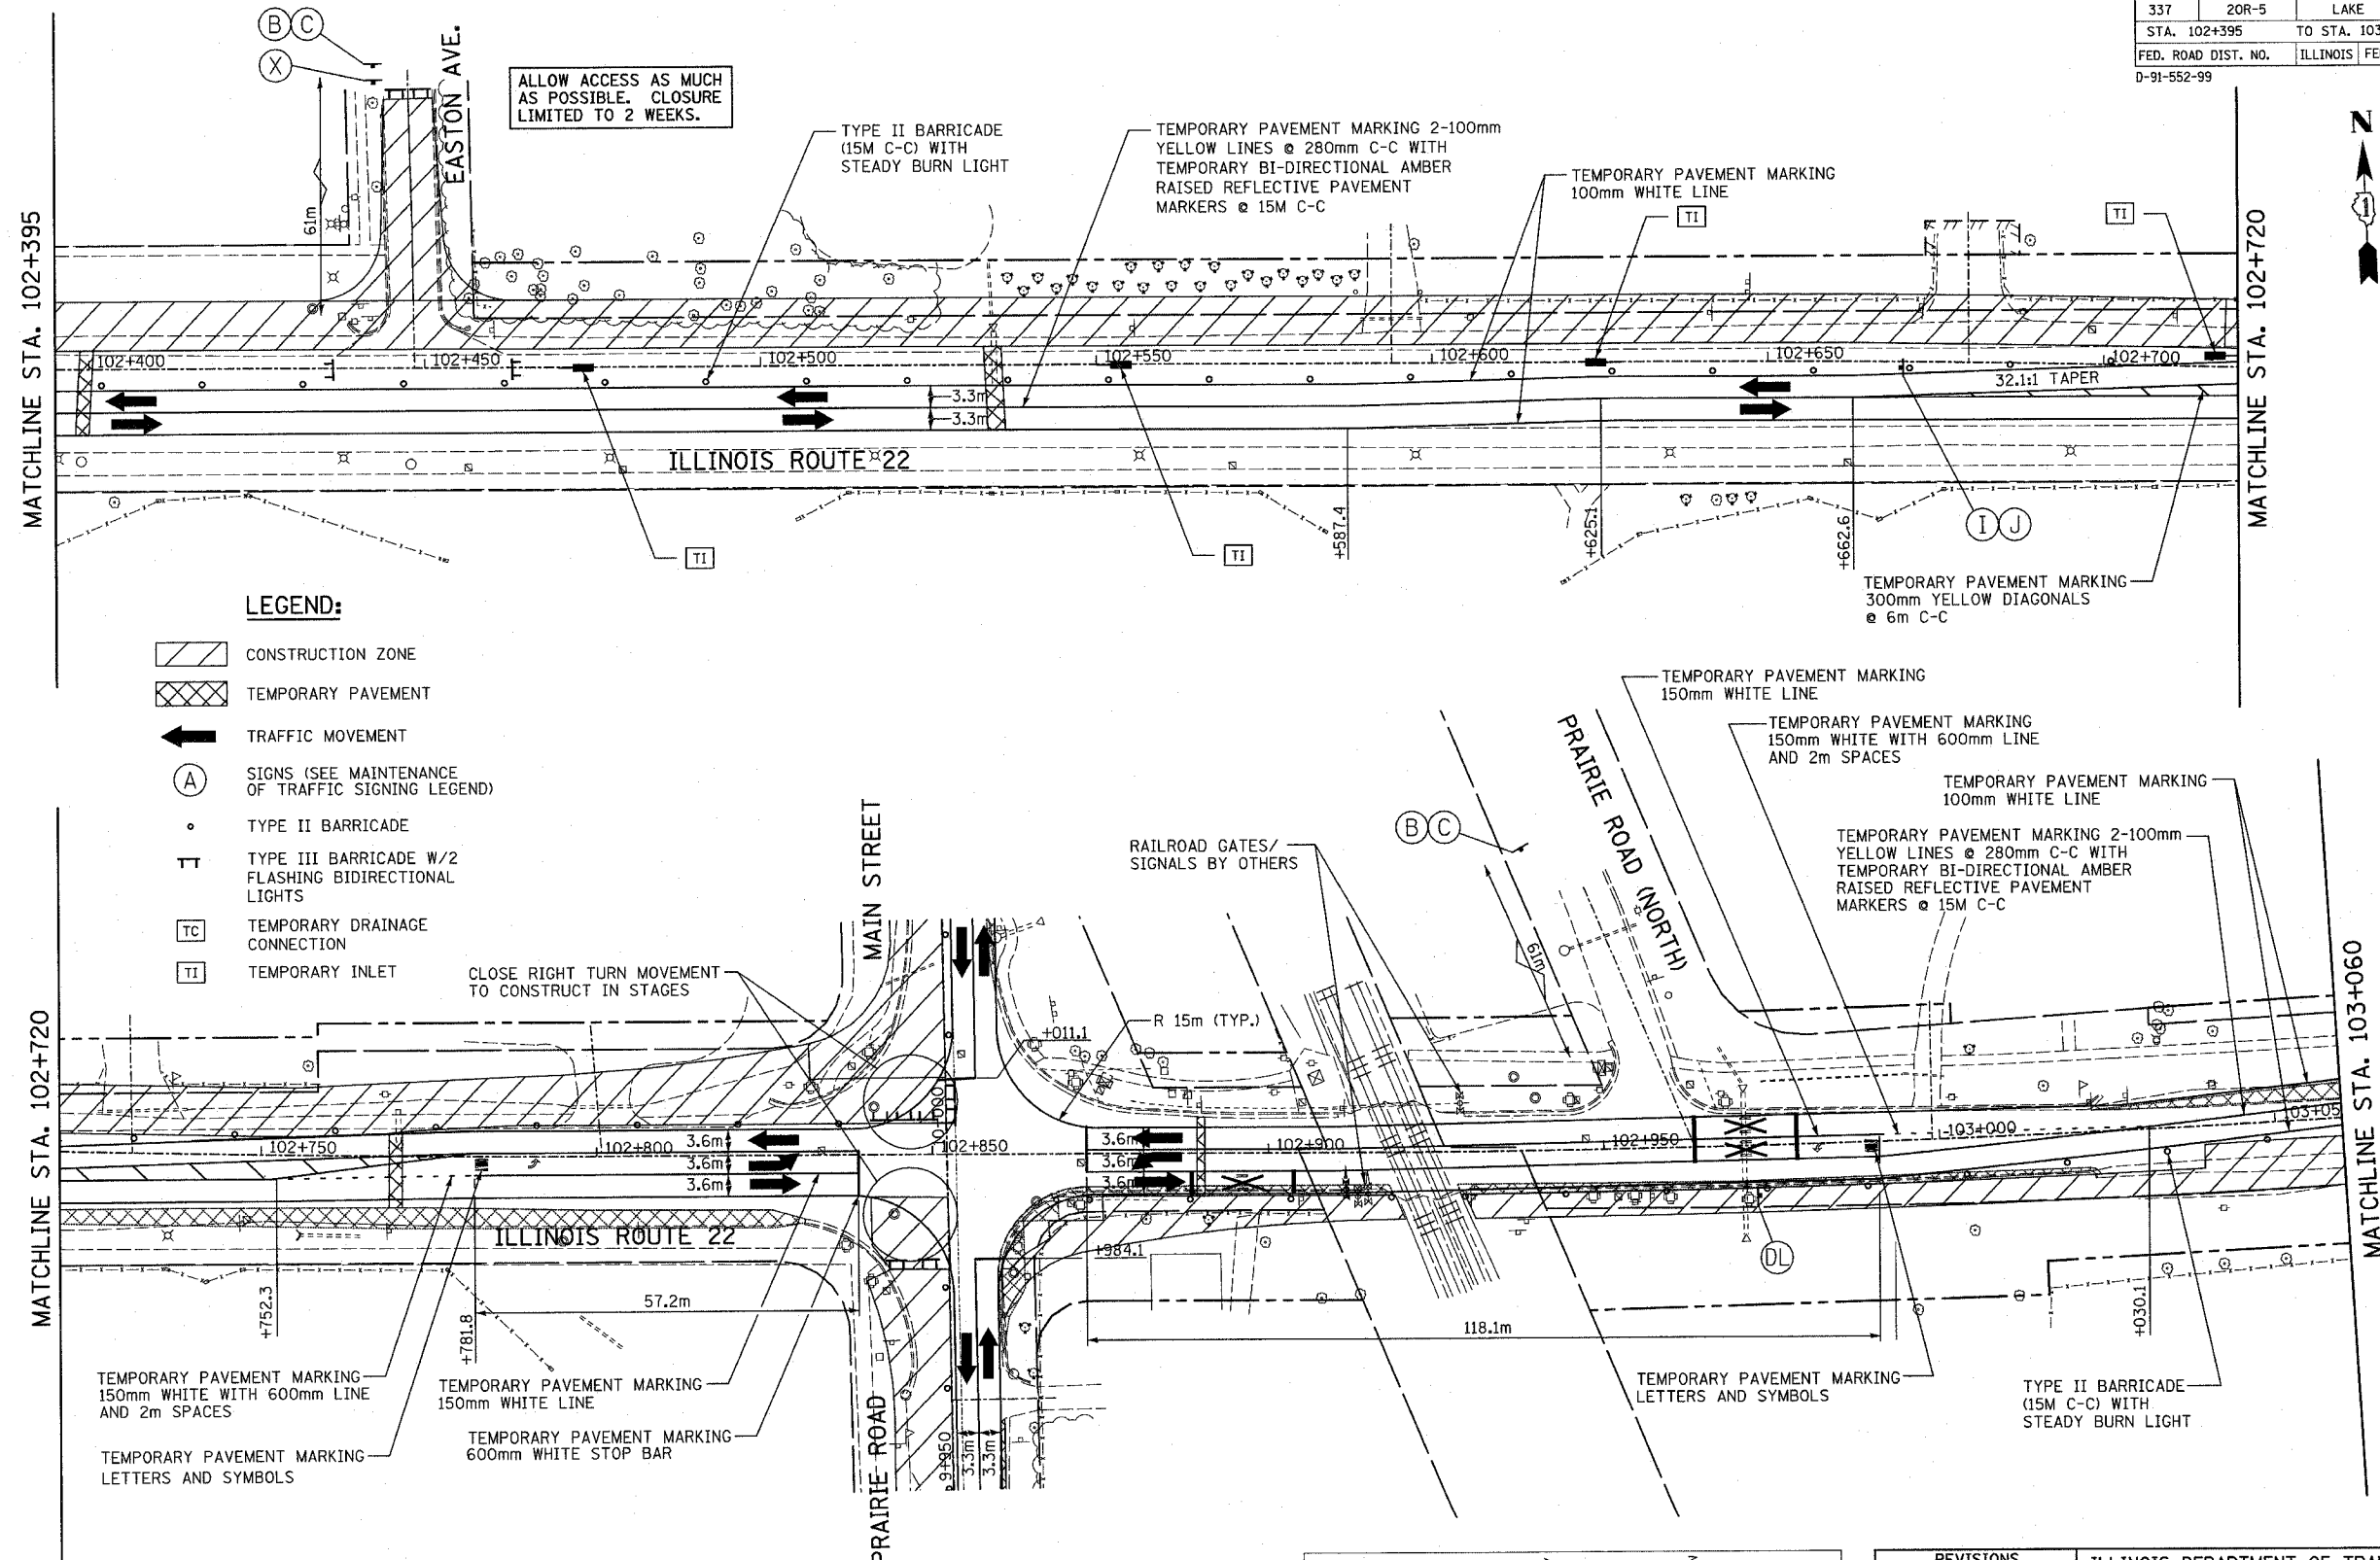 337 20R-5 LAKE
STA. 102+395 TO STA. 103
FED. ROAD DIST. NO. ILLINOIS FE
D-91-552-99
B C
X
EASTON AVE.
ALLOW ACCESS AS MUCH
AS POSSIBLE. CLOSURE
LIMITED TO 2 WEEKS.
TYPE II BARRICADE
(15M C-C) WITH
STEADY BURN LIGHT
TEMPORARY PAVEMENT MARKING 2-100mm
YELLOW LINES @ 280mm C-C WITH
TEMPORARY BI-DIRECTIONAL AMBER
RAISED REFLECTIVE PAVEMENT
MARKERS @ 15M C-C
TEMPORARY PAVEMENT MARKING
100mm WHITE LINE
TI
TI
N
61m
MATCHLINE STA. 102+395
MATCHLINE STA. 102+720
102+400
102+450
102+500
102+550
102+600
102+650
102+700
32.1:1 TAPER
3.3m
3.3m
ILLINOIS ROUTE 22
TI
TI
+587.4
+625.1
+662.6
I J
TEMPORARY PAVEMENT MARKING
300mm YELLOW DIAGONALS
@ 6m C-C
LEGEND:
CONSTRUCTION ZONE
TEMPORARY PAVEMENT
TRAFFIC MOVEMENT
A
SIGNS (SEE MAINTENANCE
OF TRAFFIC SIGNING LEGEND)
TYPE II BARRICADE
TYPE III BARRICADE W/2
FLASHING BIDIRECTIONAL
LIGHTS
TC
TEMPORARY DRAINAGE
CONNECTION
TI
TEMPORARY INLET
CLOSE RIGHT TURN MOVEMENT
TO CONSTRUCT IN STAGES
MAIN STREET
RAILROAD GATES/
SIGNALS BY OTHERS
B C
PRAIRIE ROAD (NORTH)
61m
TEMPORARY PAVEMENT MARKING
150mm WHITE LINE
TEMPORARY PAVEMENT MARKING
150mm WHITE WITH 600mm LINE
AND 2m SPACES
TEMPORARY PAVEMENT MARKING
100mm WHITE LINE
TEMPORARY PAVEMENT MARKING 2-100mm
YELLOW LINES @ 280mm C-C WITH
TEMPORARY BI-DIRECTIONAL AMBER
RAISED REFLECTIVE PAVEMENT
MARKERS @ 15M C-C
MATCHLINE STA. 102+720
MATCHLINE STA. 103+060
R 15m (TYP.)
+011.1
102+750
102+800
102+850
102+900
102+950
103+000
103+05
3.6m
3.6m
3.6m
3.6m
3.6m
3.6m
ILLINOIS ROUTE 22
+984.1
DL
+752.3
+781.8
57.2m
118.1m
+030.1
TEMPORARY PAVEMENT MARKING
150mm WHITE WITH 600mm LINE
AND 2m SPACES
TEMPORARY PAVEMENT MARKING
LETTERS AND SYMBOLS
TEMPORARY PAVEMENT MARKING
150mm WHITE LINE
TEMPORARY PAVEMENT MARKING
600mm WHITE STOP BAR
PRAIRIE ROAD
9+950
3.3m
3.3m
TEMPORARY PAVEMENT MARKING
LETTERS AND SYMBOLS
TYPE II BARRICADE
(15M C-C) WITH
STEADY BURN LIGHT
REVISIONS